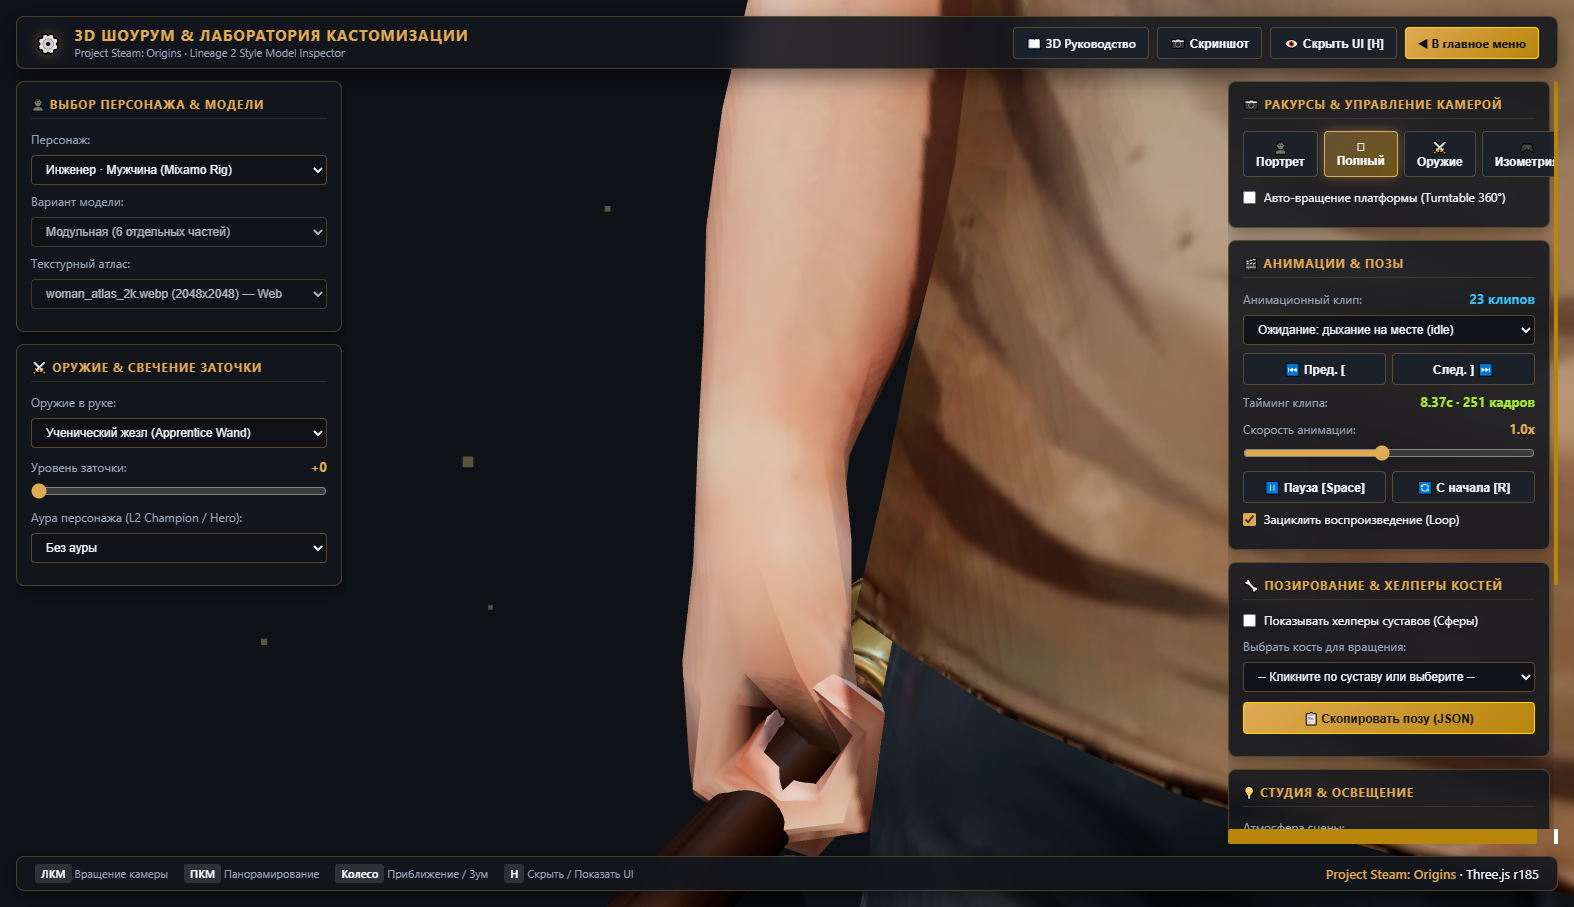 3D ШОУРУМ & ЛАБОРАТОРИЯ КАСТОМИЗАЦИИ
Project Steam: Origins · Lineage 2 Style Model Inspector
3D Руководство
Скриншот
Скрыть UI [H]
◀ В главное меню
ВЫБОР ПЕРСОНАЖА & МОДЕЛИ
Персонаж:
Инженер · Мужчина (Mixamo Rig)
Вариант модели:
Модульная (6 отдельных частей)
Текстурный атлас:
woman_atlas_2k.webp (2048x2048) — Web
ОРУЖИЕ & СВЕЧЕНИЕ ЗАТОЧКИ
Оружие в руке:
Ученический жезл (Apprentice Wand)
Уровень заточки: +0
Аура персонажа (L2 Champion / Hero):
Без ауры
РАКУРСЫ & УПРАВЛЕНИЕ КАМЕРОЙ
Портрет
Полный
Оружие
Изометрия
Авто-вращение платформы (Turntable 360°)
АНИМАЦИИ & ПОЗЫ
Анимационный клип: 23 клипов
Ожидание: дыхание на месте (idle)
Пред. [
След. ]
Тайминг клипа: 8.37с · 251 кадров
Скорость анимации: 1.0x
Пауза [Space]
С начала [R]
Зациклить воспроизведение (Loop)
ПОЗИРОВАНИЕ & ХЕЛПЕРЫ КОСТЕЙ
Показывать хелперы суставов (Сферы)
Выбрать кость для вращения:
-- Кликните по суставу или выберите --
Скопировать позу (JSON)
СТУДИЯ & ОСВЕЩЕНИЕ
Атмосфера сцены:
ЛКМ Вращение камеры
ПКМ Панорамирование
Колесо Приближение / Зум
H Скрыть / Показать UI
Project Steam: Origins · Three.js r185